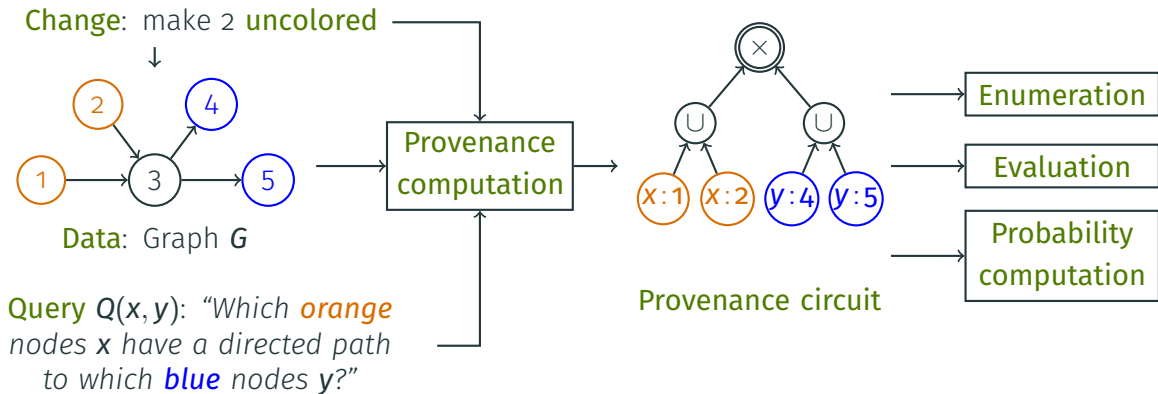 Change: make 2 uncolored
↓
2
4
1
3
5
Data: Graph G
Query Q(x, y): “Which orange
nodes x have a directed path
to which blue nodes y?”
Provenance
computation
×
∪
∪
x:1
x:2
y:4
y:5
Provenance circuit
Enumeration
Evaluation
Probability
computation